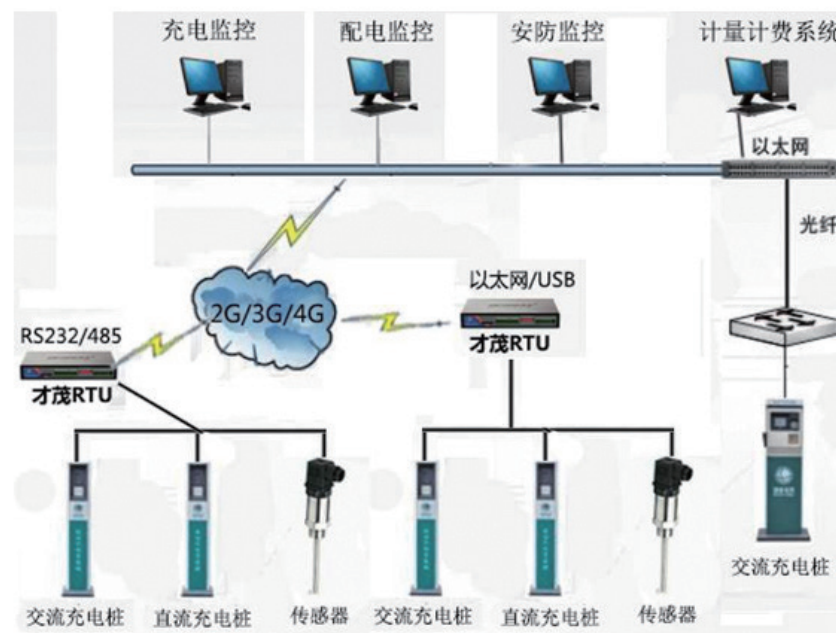 充电监控
配电监控
安防监控
计量计费系统
以太网
光纤
2G/3G/4G
以太网/USB
才茂RTU
RS232/485
才茂RTU
交流充电桩
直流充电桩
传感器
交流充电桩
直流充电桩
传感器
交流充电桩